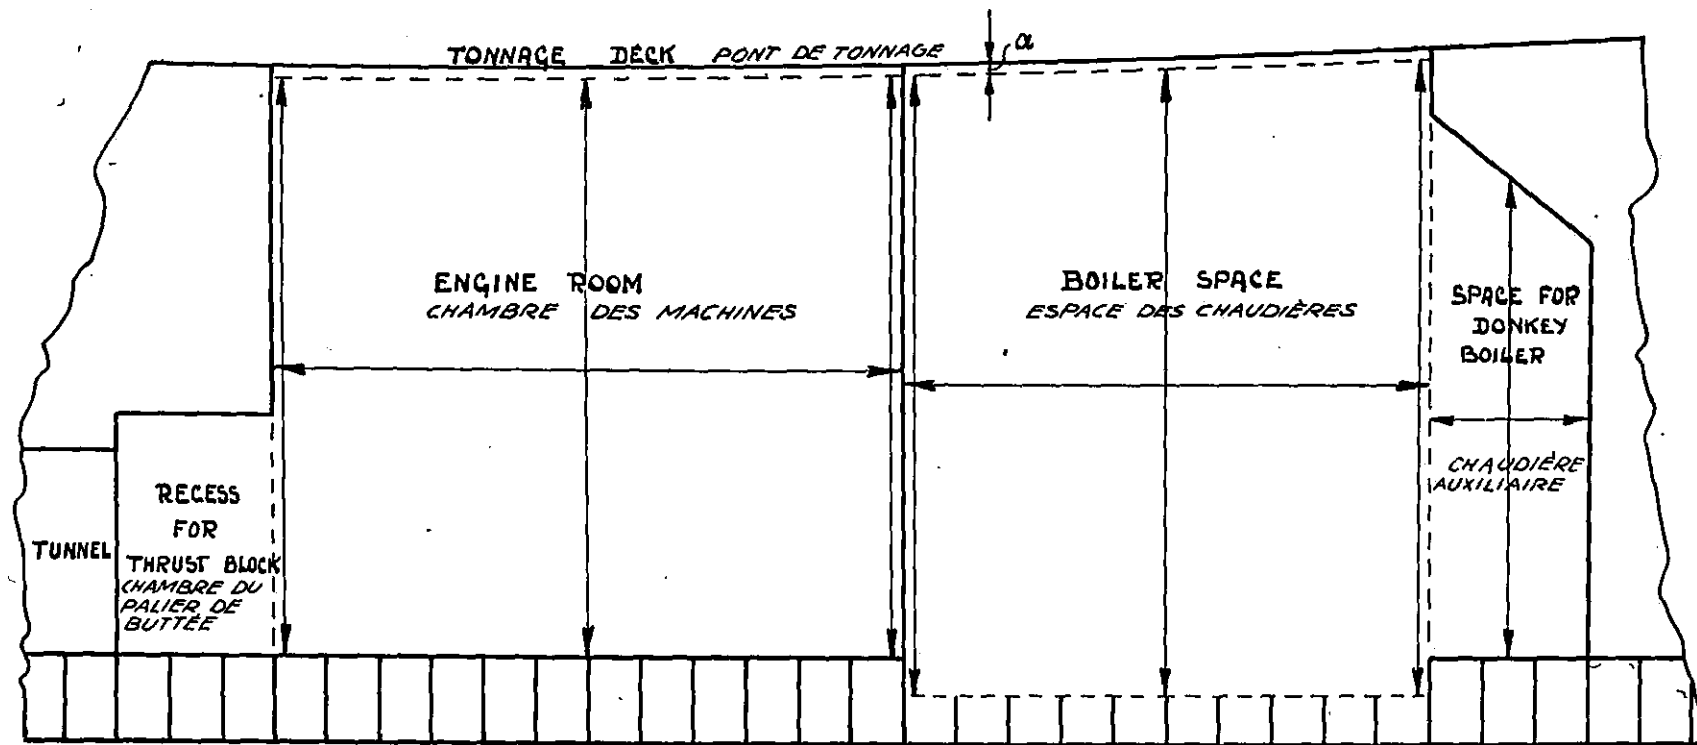 TONNAGE DECK PONT DE TONNAGE
α
ENGINE ROOM
CHAMBRE DES MACHINES
BOILER SPACE
ESPACE DES CHAUDIÈRES
SPACE FOR
DONKEY
BOILER
CHAUDIÈRE
AUXILIAIRE
RECESS
FOR
THRUST BLOCK
CHAMBRE DU
PALIER DE
BUTTÉE
TUNNEL